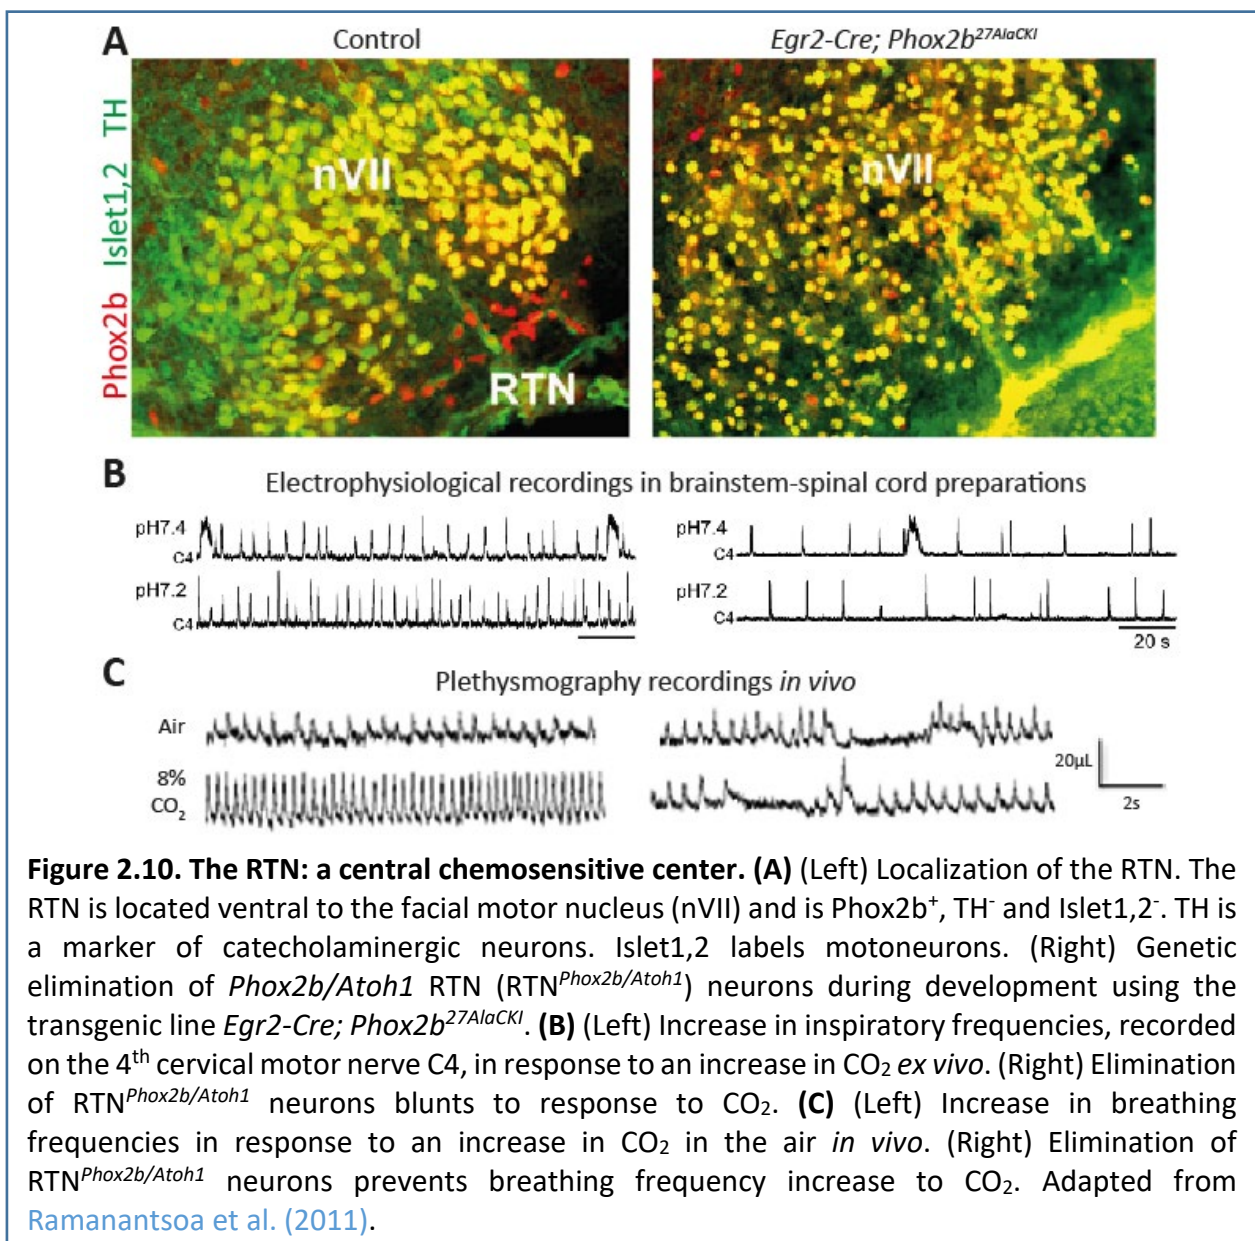 A
Control
Egr2-Cre; Phox2b27AlaCKI
Phox2b Islet1,2 TH
nVII
RTN
nVII
B
Electrophysiological recordings in brainstem-spinal cord preparations
pH7.4
C4
pH7.2
C4
pH7.4
C4
pH7.2
C4
20 s
C
Plethysmography recordings in vivo
Air
8%
CO2
20µL
2s
Figure 2.10. The RTN: a central chemosensitive center. (A) (Left) Localization of the RTN. The
RTN is located ventral to the facial motor nucleus (nVII) and is Phox2b+, TH- and Islet1,2-. TH is
a marker of catecholaminergic neurons. Islet1,2 labels motoneurons. (Right) Genetic
elimination of Phox2b/Atoh1 RTN (RTNPhox2b/Atoh1) neurons during development using the
transgenic line Egr2-Cre; Phox2b27AlaCKI. (B) (Left) Increase in inspiratory frequencies, recorded
on the 4th cervical motor nerve C4, in response to an increase in CO2 ex vivo. (Right) Elimination
of RTNPhox2b/Atoh1 neurons blunts to response to CO2. (C) (Left) Increase in breathing
frequencies in response to an increase in CO2 in the air in vivo. (Right) Elimination of
RTNPhox2b/Atoh1 neurons prevents breathing frequency increase to CO2. Adapted from
Ramanantsoa et al. (2011).